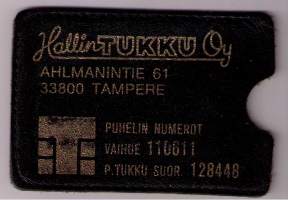 HallinTUKKU Oy
AHLMANINTIE 61
33800 TAMPERE
PUHELIN NUMEROT
VAIHDE 110611
P.TUKKU SUOR. 128448